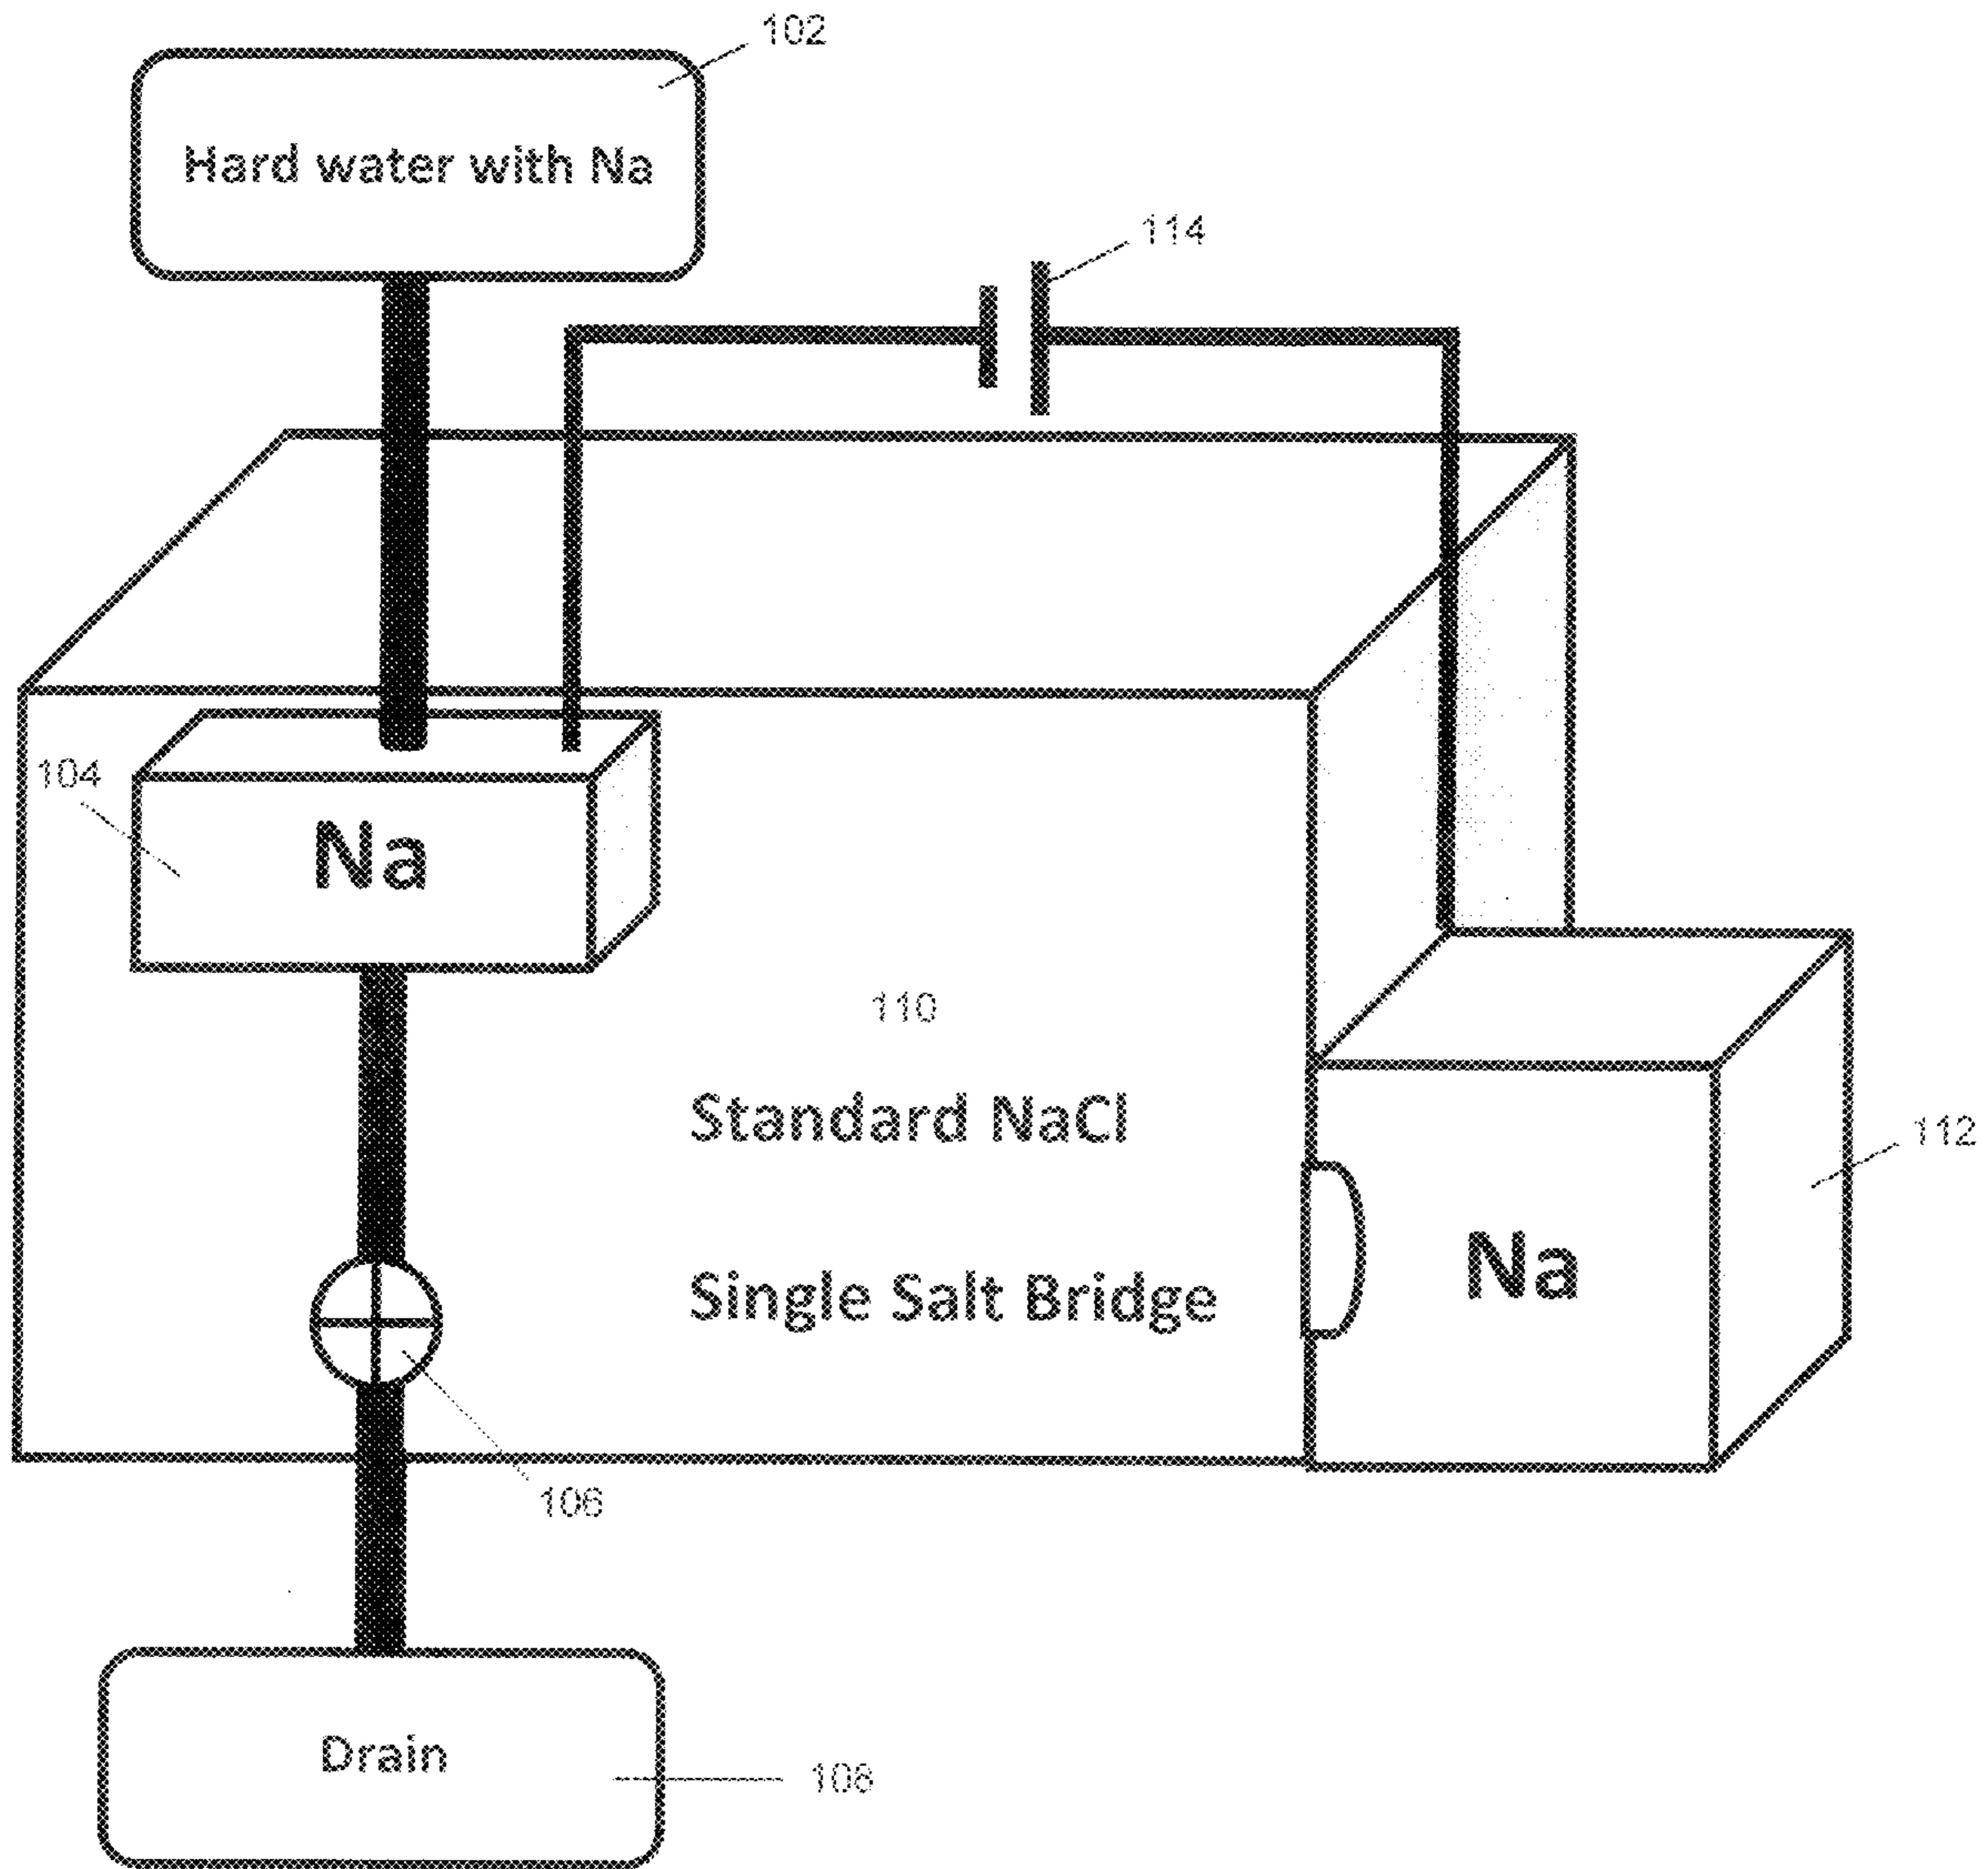 102
Hard water with Na
114
104
Na
110
Standard NaCl
112
Single Salt Bridge
Na
106
Drain
108